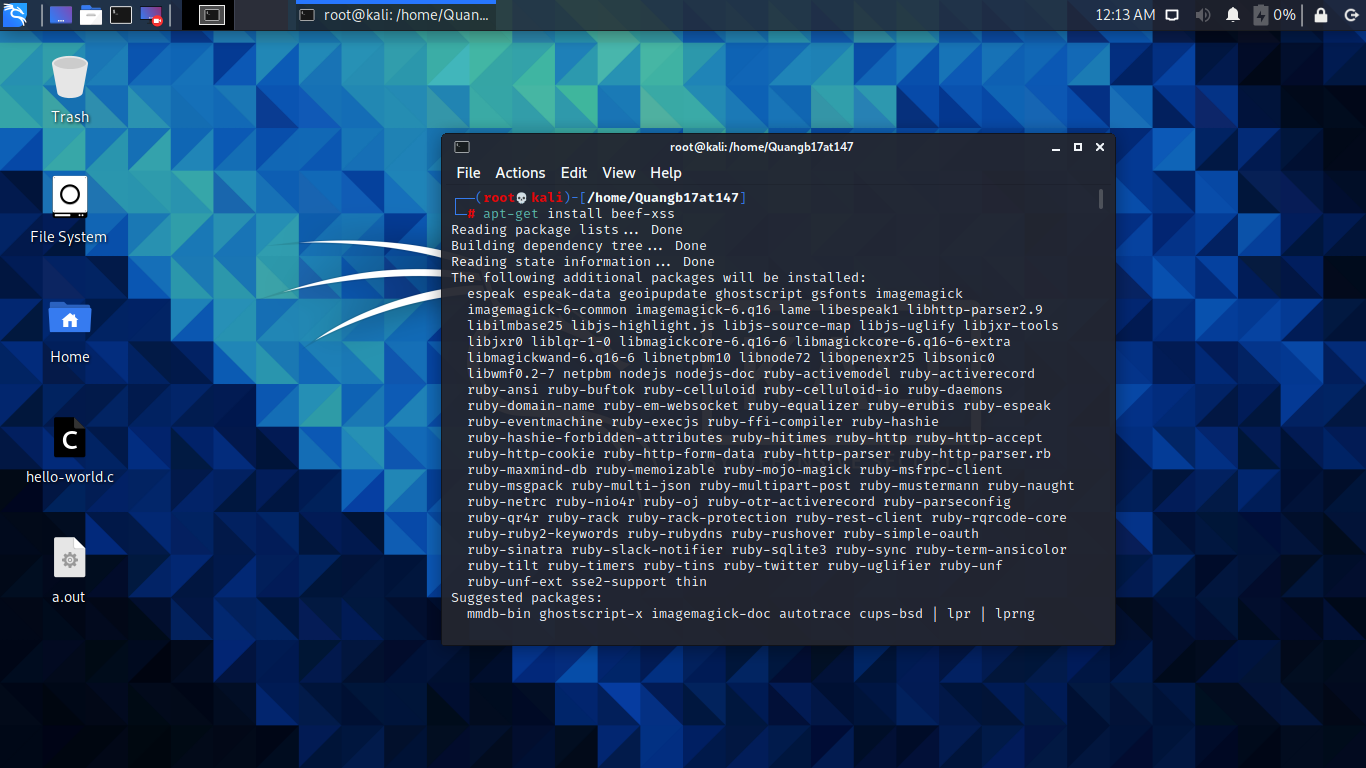 root@kali: /home/Quan...
12:13 AM
0%
Trash
File System
Home
hello-world.c
a.out
root@kali: /home/Quangb17at147
File Actions Edit View Help
┌──(root💀kali)-[/home/Quangb17at147]
└─# apt-get install beef-xss
Reading package lists... Done
Building dependency tree... Done
Reading state information... Done
The following additional packages will be installed:
espeak espeak-data geoipupdate ghostscript gsfonts imagemagick
imagemagick-6-common imagemagick-6.q16 lame libespeak1 libhttp-parser2.9
libilmbase25 libjs-highlight.js libjs-source-map libjs-uglify libjxr-tools
libjxr0 liblqr-1-0 libmagickcore-6.q16-6 libmagickcore-6.q16-6-extra
libmagickwand-6.q16-6 libnetpbm10 libnode72 libopenexr25 libsonic0
libwmf0.2-7 netpbm nodejs nodejs-doc ruby-activemodel ruby-activerecord
ruby-ansi ruby-buftok ruby-celluloid ruby-celluloid-io ruby-daemons
ruby-domain-name ruby-em-websocket ruby-equalizer ruby-erubis ruby-espeak
ruby-eventmachine ruby-execjs ruby-ffi-compiler ruby-hashie
ruby-hashie-forbidden-attributes ruby-hitimes ruby-http ruby-http-accept
ruby-http-cookie ruby-http-form-data ruby-http-parser ruby-http-parser.rb
ruby-maxmind-db ruby-memoizable ruby-mojo-magick ruby-msfrpc-client
ruby-msgpack ruby-multi-json ruby-multipart-post ruby-mustermann ruby-naught
ruby-netrc ruby-nio4r ruby-oj ruby-otr-activerecord ruby-parseconfig
ruby-qr4r ruby-rack ruby-rack-protection ruby-rest-client ruby-rqrcode-core
ruby-ruby2-keywords ruby-rubydns ruby-rushover ruby-simple-oauth
ruby-sinatra ruby-slack-notifier ruby-sqlite3 ruby-sync ruby-term-ansicolor
ruby-tilt ruby-timers ruby-tins ruby-twitter ruby-uglifier ruby-unf
ruby-unf-ext sse2-support thin
Suggested packages:
mmdb-bin ghostscript-x imagemagick-doc autotrace cups-bsd | lpr | lprng
C